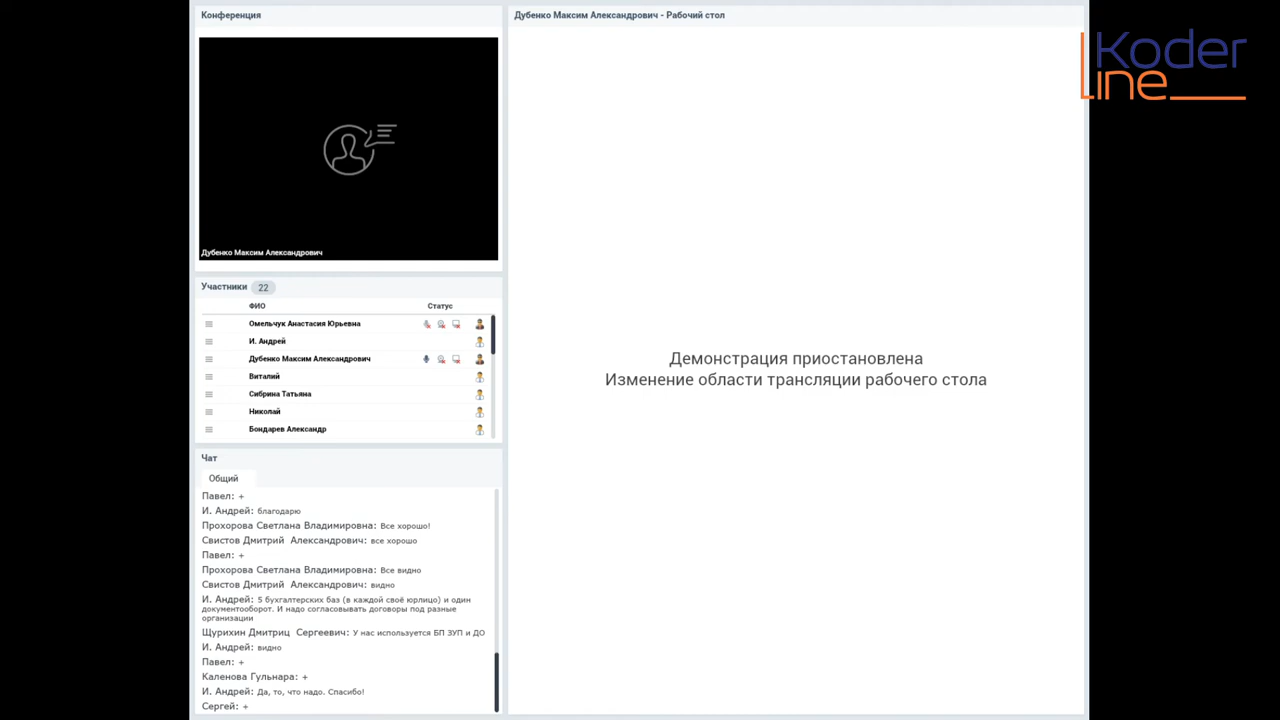 Конференция
Дубенко Максим Александрович
Участники 22
ФИО Статус
Омельчук Анастасия Юрьевна
И. Андрей
Дубенко Максим Александрович
Виталий
Сибрина Татьяна
Николай
Бондарев Александр
Чат
Общий
Павел: +
И. Андрей: благодарю
Прохорова Светлана Владимировна: Все хорошо!
Свистов Дмитрий Александрович: все хорошо
Павел: +
Прохорова Светлана Владимировна: Все видно
Свистов Дмитрий Александрович: видно
И. Андрей: 5 бухгалтерских баз (в каждой своё юрлицо) и один
документооборот. И надо согласовывать договоры под разные
организации
Щурихин Дмитриц Сергеевич: У нас используется БП ЗУП и ДО
И. Андрей: видно
Павел: +
Каленова Гульнара: +
И. Андрей: Да, то, что надо. Спасибо!
Сергей: +
Дубенко Максим Александрович - Рабочий стол
Koder
Line
Демонстрация приостановлена
Изменение области трансляции рабочего стола